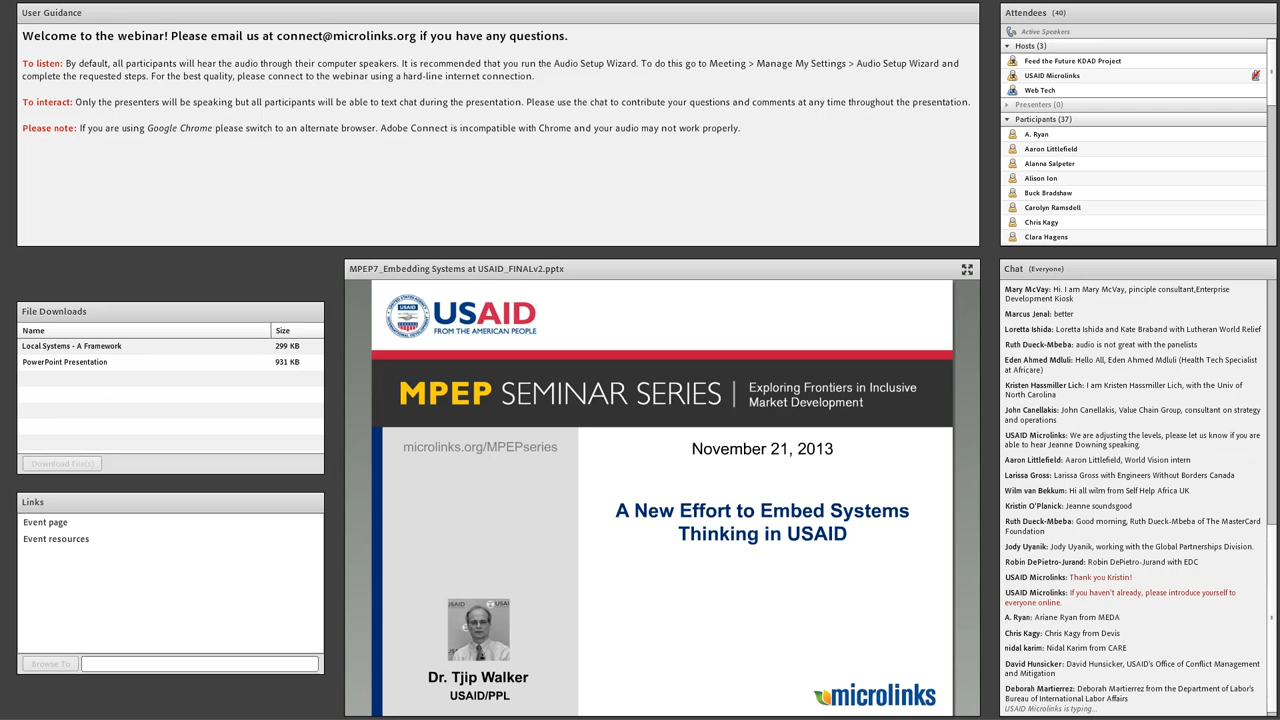 User Guidance
Welcome to the webinar! Please email us at connect@microlinks.org if you have any questions.
To listen: By default, all participants will hear the audio through their computer speakers. It is recommended that you run the Audio Setup Wizard. To do this go to Meeting > Manage My Settings > Audio Setup Wizard and
complete the requested steps. For the best quality, please connect to the webinar using a hard-line internet connection.
To interact: Only the presenters will be speaking but all participants will be able to text chat during the presentation. Please use the chat to contribute your questions and comments at any time throughout the presentation.
Please note: If you are using Google Chrome please switch to an alternate browser. Adobe Connect is incompatible with Chrome and your audio may not work properly.
Attendees (40)
Active Speakers
Hosts (3)
Feed the Future KDAD Project
USAID Microlinks
Web Tech
Presenters (0)
Participants (37)
A. Ryan
Aaron Littlefield
Alanna Salpeter
Alison Ion
Buck Bradshaw
Carolyn Ramsdell
Chris Kagy
Clara Hagens
File Downloads
Name Size
Local Systems - A Framework 299 KB
PowerPoint Presentation 931 KB
Download File(s)
Links
Event page
Event resources
Browse To
MPEP7_Embedding Systems at USAID_FINALv2.pptx
USAID
FROM THE AMERICAN PEOPLE
MPEP SEMINAR SERIES
Exploring Frontiers in Inclusive
Market Development
microlinks.org/MPEPseries
November 21, 2013
A New Effort to Embed Systems
Thinking in USAID
Dr. Tjip Walker
USAID/PPL
microlinks
Chat (Everyone)
Mary McVay: Hi. I am Mary McVay, pinciple consultant,Enterprise
Development Kiosk
Marcus Jenal: better
Loretta Ishida: Loretta Ishida and Kate Braband with Lutheran World Relief
Ruth Dueck-Mbeba: audio is not great with the panelists
Eden Ahmed Mdluli: Hello All, Eden Ahmed Mdluli (Health Tech Specialist
at Africare)
Kristen Hassmiller Lich: I am Kristen Hassmiller Lich, with the Univ of
North Carolina
John Canellakis: John Canellakis, Value Chain Group, consultant on strategy
and operations
USAID Microlinks: We are adjusting the levels, please let us know if you are
able to hear Jeanne Downing speaking.
Aaron Littlefield: Aaron Littlefield, World Vision intern
Larissa Gross: Larissa Gross with Engineers Without Borders Canada
Wilm van Bekkum: Hi all wilm from Self Help Africa UK
Kristin O'Planick: Jeanne soundsgood
Ruth Dueck-Mbeba: Good morning, Ruth Dueck-Mbeba of The MasterCard
Foundation
Jody Uyanik: Jody Uyanik, working with the Global Partnerships Division.
Robin DePietro-Jurand: Robin DePietro-Jurand with EDC
USAID Microlinks: Thank you Kristin!
USAID Microlinks: If you haven't already, please introduce yourself to
everyone online.
A. Ryan: Ariane Ryan from MEDA
Chris Kagy: Chris Kagy from Devis
nidal karim: Nidal Karim from CARE
David Hunsicker: David Hunsicker, USAID's Office of Conflict Management
and Mitigation
Deborah Martierrez: Deborah Martierrez from the Department of Labor's
Bureau of International Labor Affairs
USAID Microlinks is typing...